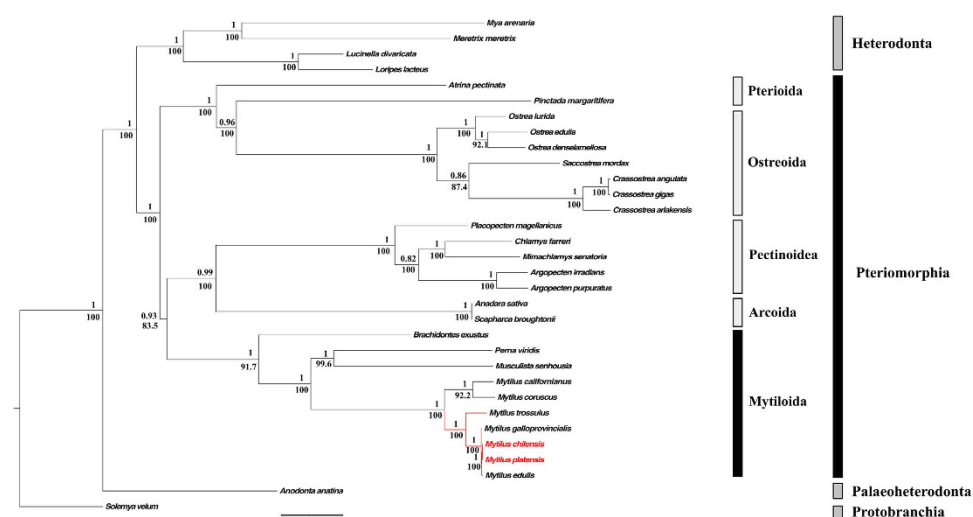 Mya arenaria
Meretrix meretrix
Lucinella divaricata
Loripes lacteus
Atrina pectinata
Pinctada margaritifera
Ostrea lurida
Ostrea edulis
Ostrea denselamellosa
Saccostrea mordax
Crassostrea angulata
Crassostrea gigas
Crassostrea ariakensis
Placopecten magellanicus
Chlamys farreri
Mimachlamys senatoria
Argopecten irradians
Argopecten purpuratus
Anadara sativa
Scapharca broughtonii
Brachidontes exustus
Perna viridis
Musculista senhousia
Mytilus californianus
Mytilus coruscus
Mytilus trossulus
Mytilus galloprovincialis
Mytilus chilensis
Mytilus platensis
Mytilus edulis
Anodonta anatina
Solemya velum
1
100
1
100
1
100
1
100
1
100
0.96
100
1
100
1
92.1
1
100
0.86
87.4
1
100
1
100
1
100
0.99
100
1
100
0.82
100
1
100
1
100
0.93
83.5
1
91.7
1
99.6
1
100
1
92.2
1
100
1
100
1
100
1
100
1
100
Heterodonta
Pterioida
Ostreoida
Pectinoidea
Arcoida
Mytiloida
Pteriomorphia
Palaeoheterodonta
Protobranchia